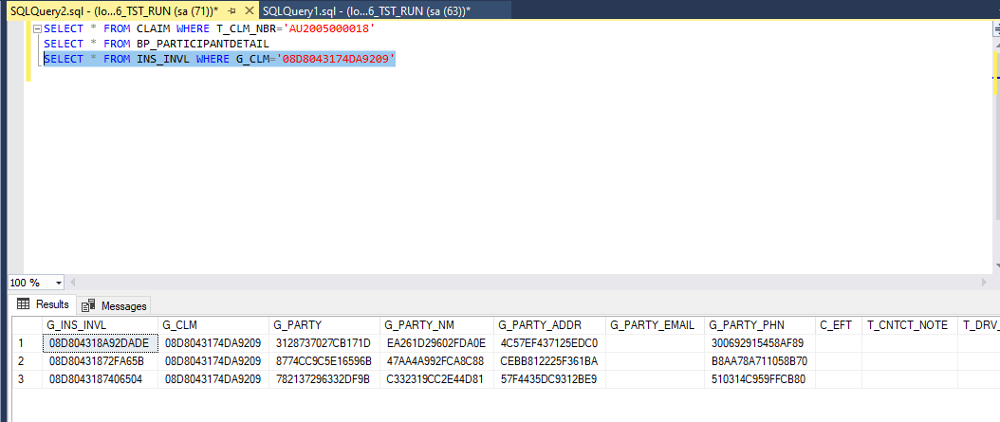 SQLQuery2.sql - (lo...6_TST_RUN (sa (71))* SQLQuery1.sql - (lo...6_TST_RUN (sa (63))*
SELECT * FROM CLAIM WHERE T_CLM_NBR='AU2005000018'
SELECT * FROM BP_PARTICIPANTDETAIL
SELECT * FROM INS_INVL WHERE G_CLM='08D8043174DA9209'
100 %
Results Messages
G_INS_INVL G_CLM G_PARTY G_PARTY_NM G_PARTY_ADDR G_PARTY_EMAIL G_PARTY_PHN C_EFT T_CNTCT_NOTE T_DRV_
1 08D804318A92DADE 08D8043174DA9209 3128737027CB171D EA261D29602FDA0E 4C57EF437125EDC0 300692915458AF89
2 08D80431872FA65B 08D8043174DA9209 8774CC9C5E16596B 47AA4A992FCA8C88 CEBB812225F361BA B8AA78A711058B70
3 08D8043187406504 08D8043174DA9209 782137296332DF9B C332319CC2E44D81 57F4435DC9312BE9 510314C959FFCB80